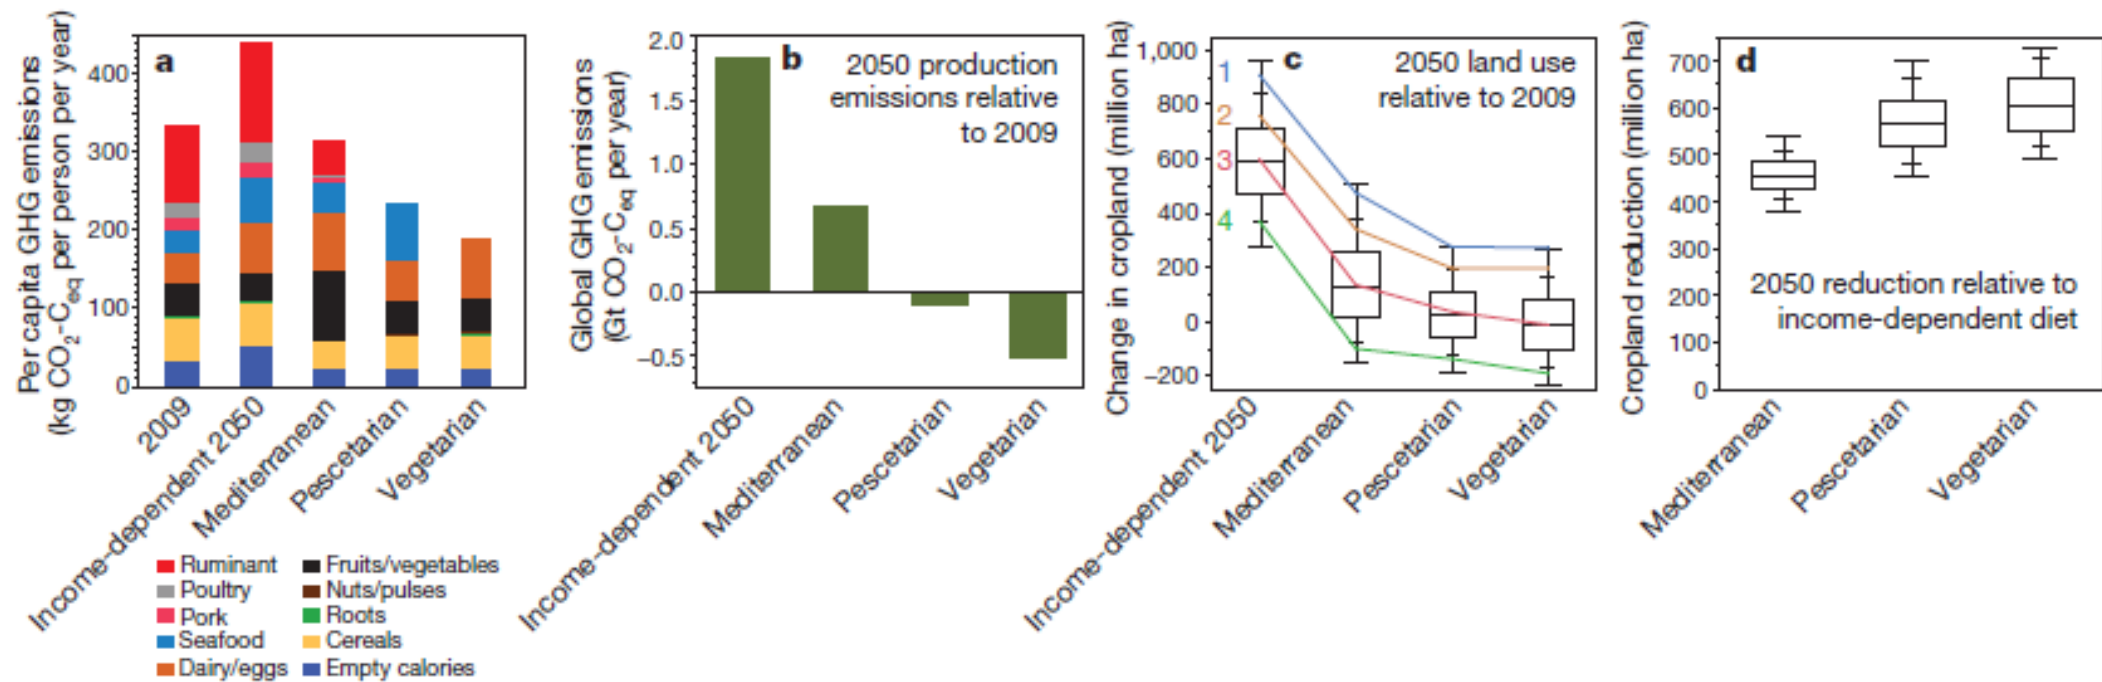 Per capita GHG emissions
(kg CO2-Ceq per person per year)
400
300
200
100
0
a
2009
Income-dependent 2050
Mediterranean
Pescetarian
Vegetarian
Ruminant
Poultry
Pork
Seafood
Dairy/eggs
Fruits/vegetables
Nuts/pulses
Roots
Cereals
Empty calories
Global GHG emissions
(Gt CO2-Ceq per year)
2.0
1.5
1.0
0.5
0.0
−0.5
b
2050 production
emissions relative
to 2009
Income-dependent 2050
Mediterranean
Pescetarian
Vegetarian
Change in cropland (million ha)
1,000
800
600
400
200
0
−200
1
2
3
4
c
2050 land use
relative to 2009
Income-dependent 2050
Mediterranean
Pescetarian
Vegetarian
Cropland reduction (million ha)
700
600
500
400
300
200
100
0
d
2050 reduction relative to
income-dependent diet
Mediterranean
Pescetarian
Vegetarian